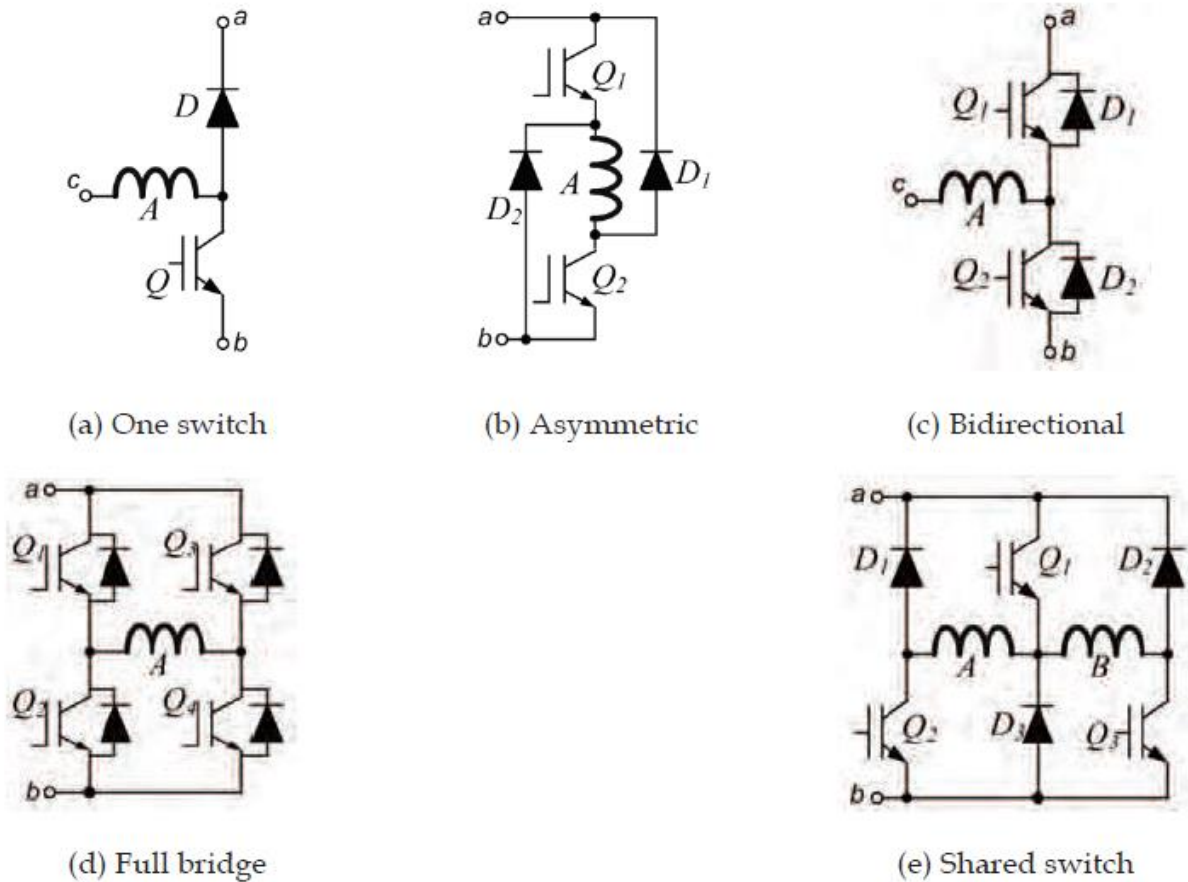 a
D
c
A
Q
b
a
Q1
D2
A
D1
Q2
b
a
Q1
D1
c
A
Q2
D2
b
(a) One switch
(b) Asymmetric
(c) Bidirectional
a
Q1
Q3
A
Q2
Q4
b
a
D1
Q1
D2
A
B
Q2
D3
Q3
b
(d) Full bridge
(e) Shared switch